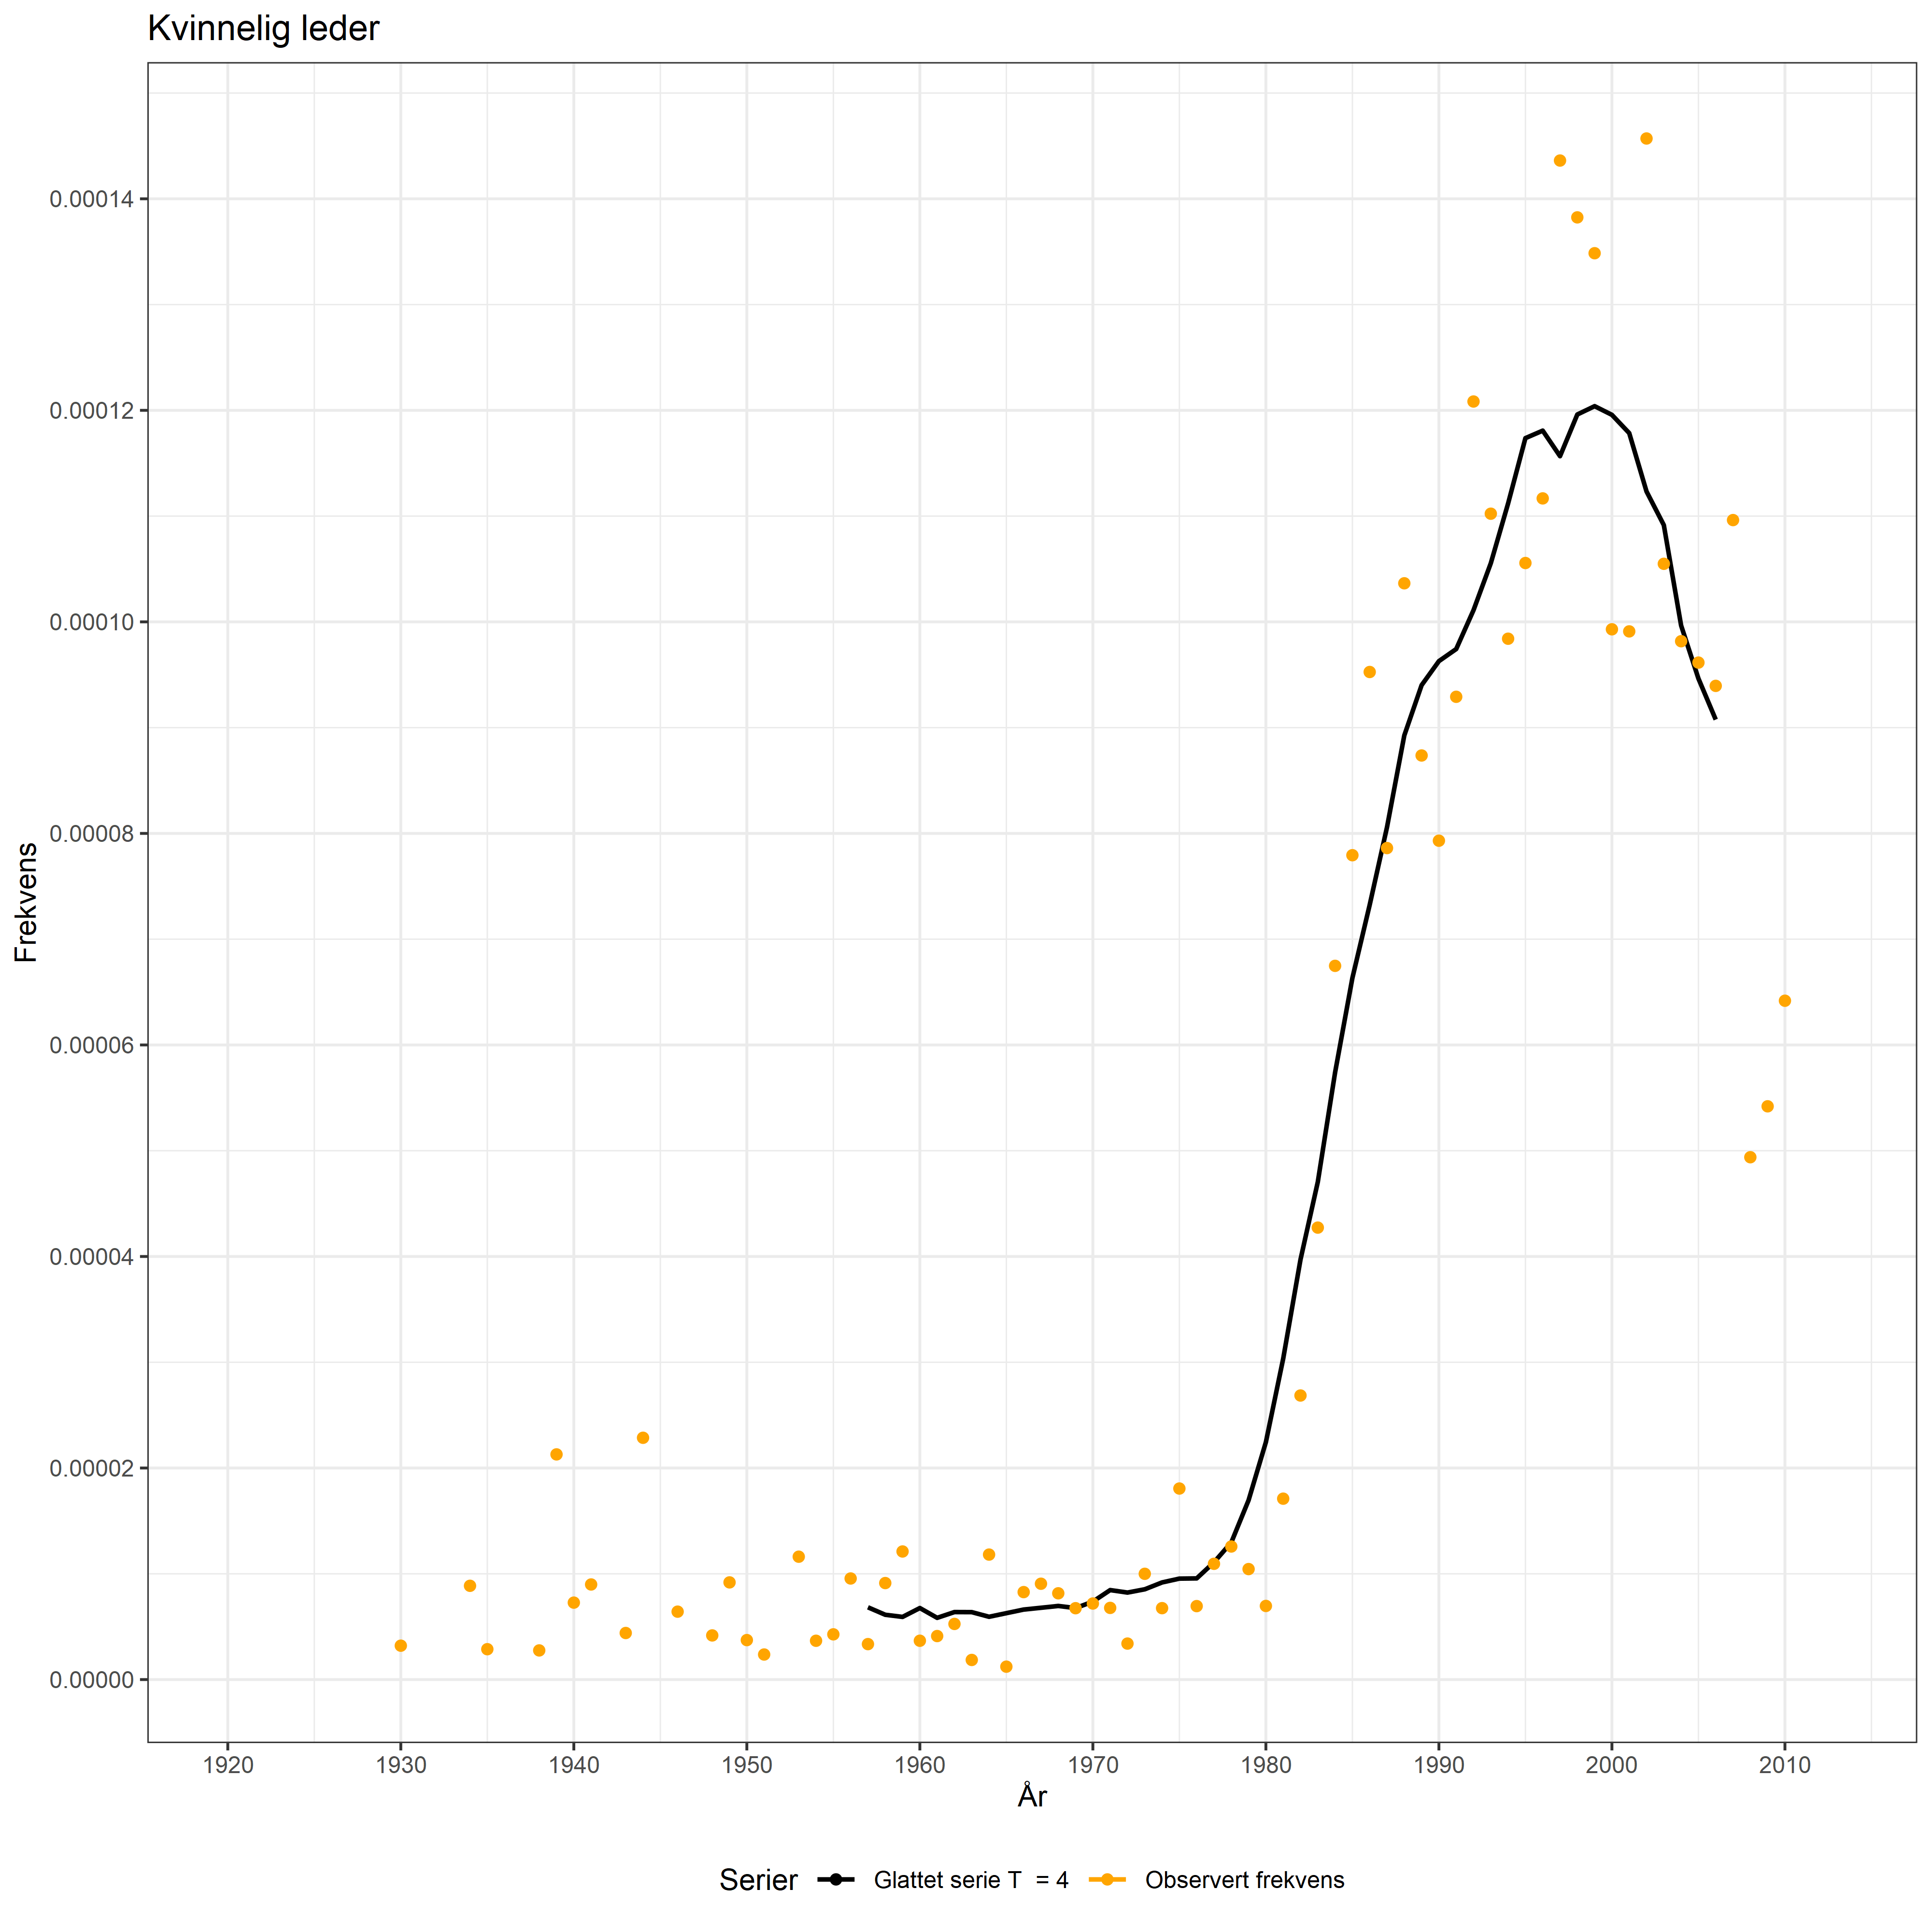 Kvinnelig leder
0.00014
0.00012
0.00010
0.00008
0.00006
0.00004
0.00002
0.00000
Frekvens
1920 1930 1940 1950 1960 1970 1980 1990 2000 2010
År
Serier Glattet serie T = 4 Observert frekvens